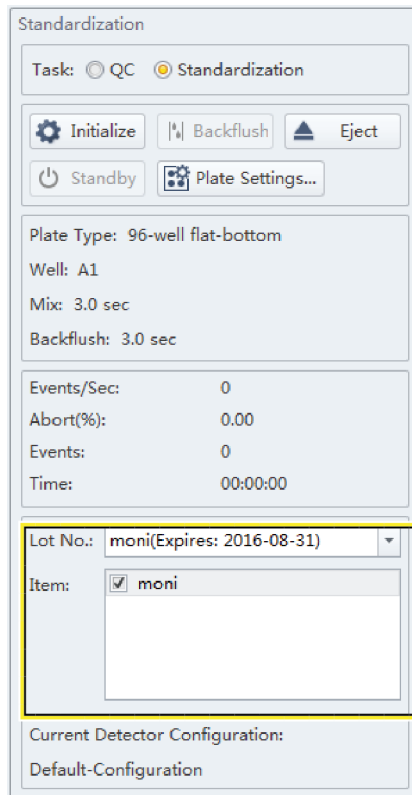 Standardization
Task: QC Standardization
Initialize Backflush Eject
Standby Plate Settings...
Plate Type: 96-well flat-bottom
Well: A1
Mix: 3.0 sec
Backflush: 3.0 sec
Events/Sec: 0
Abort(%): 0.00
Events: 0
Time: 00:00:00
Lot No.: moni(Expires: 2016-08-31)
Item: moni
Current Detector Configuration:
Default-Configuration